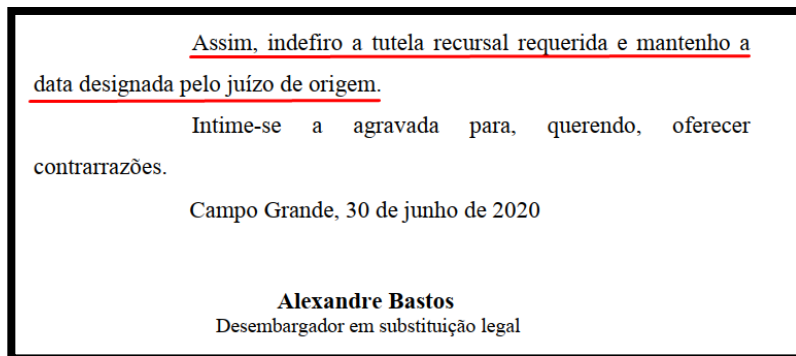 Assim, indefiro a tutela recursal requerida e mantenho a
data designada pelo juízo de origem.
Intime-se a agravada para, querendo, oferecer
contrarrazões.
Campo Grande, 30 de junho de 2020
Alexandre Bastos
Desembargador em substituição legal